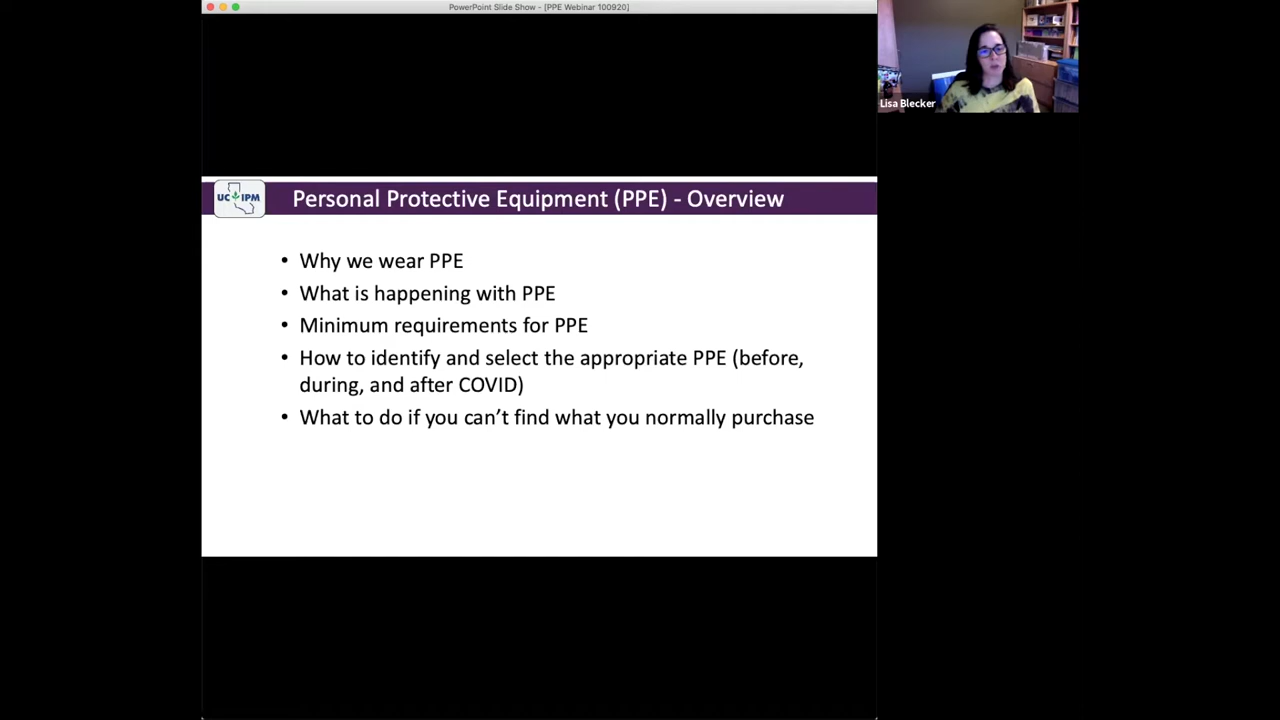 PowerPoint Slide Show - [PPE Webinar 100920]
Lisa Blecker
UC IPM
Personal Protective Equipment (PPE) - Overview
• Why we wear PPE
• What is happening with PPE
• Minimum requirements for PPE
• How to identify and select the appropriate PPE (before,
during, and after COVID)
• What to do if you can’t find what you normally purchase